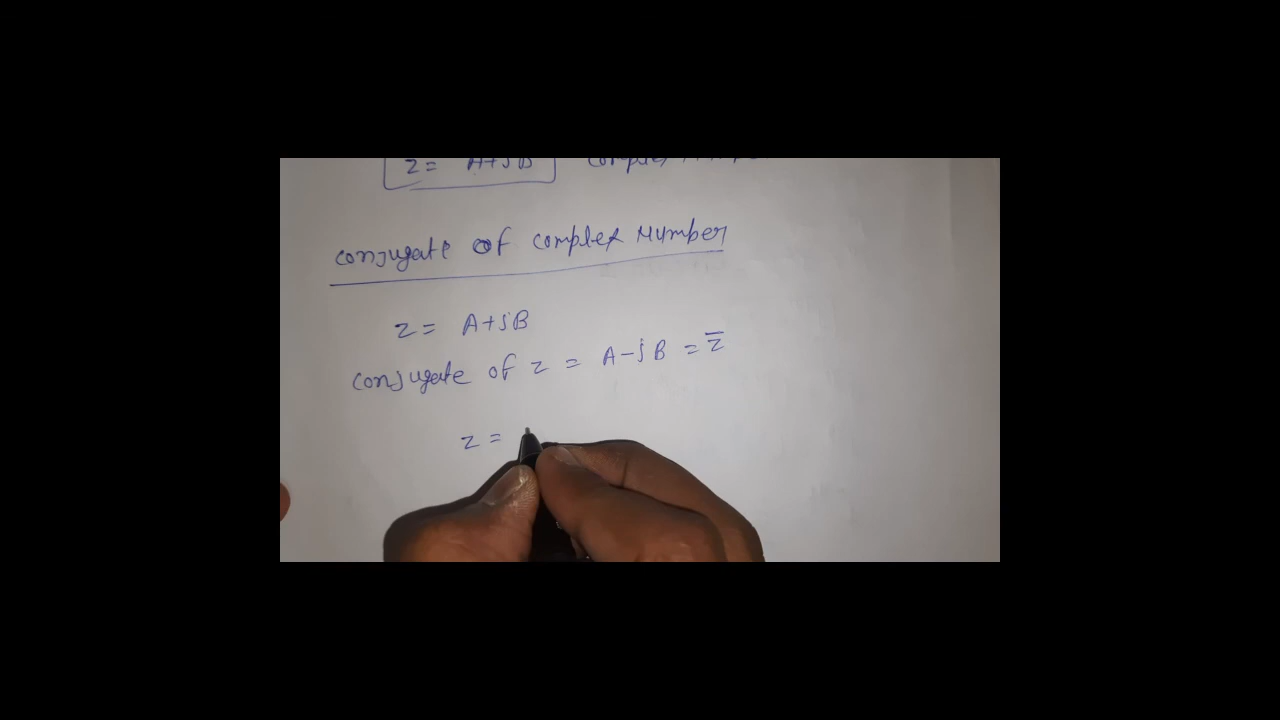 z = A+jB
conjugate of complex Number
z = A+jB
conjugate of z = A-jB = z̅
z =